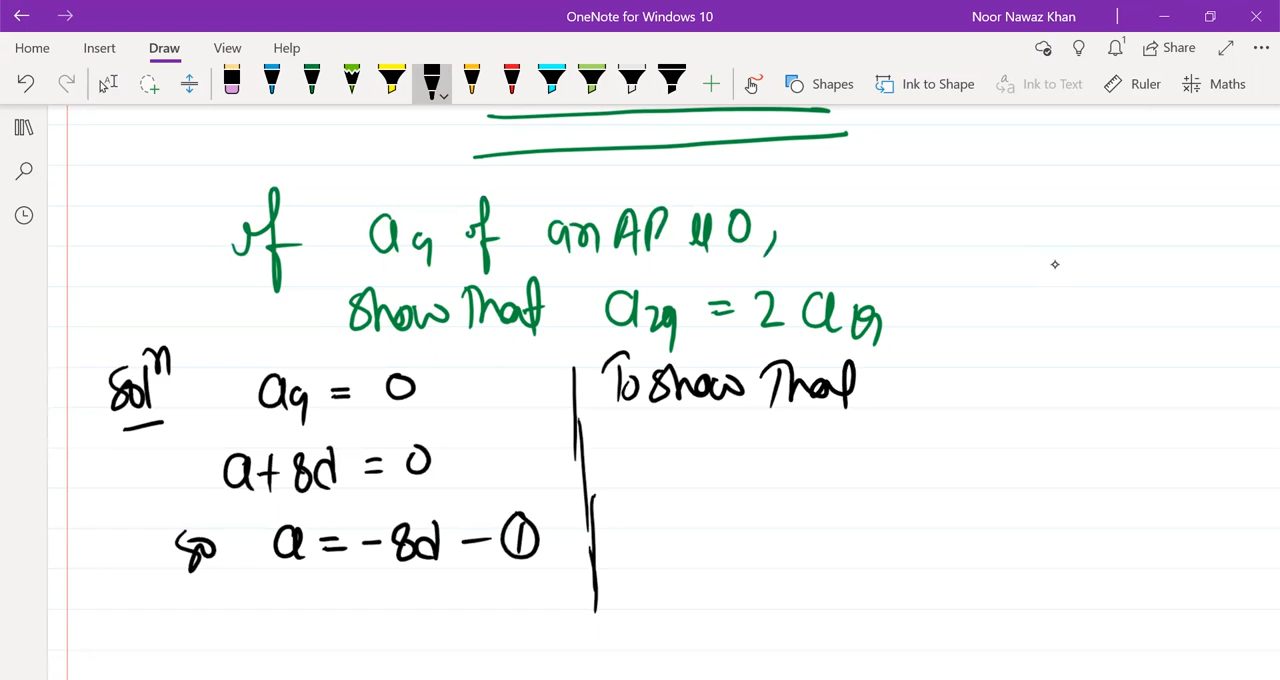 OneNote for Windows 10
Noor Nawaz Khan
Home Insert Draw View Help
1 Share
Shapes Ink to Shape Ink to Text Ruler Maths
If a₉ of an AP is 0,
show that a₂₉ = 2 a₁₉
Solⁿ a₉ = 0
To show that
a + 8d = 0
so a = -8d - ①